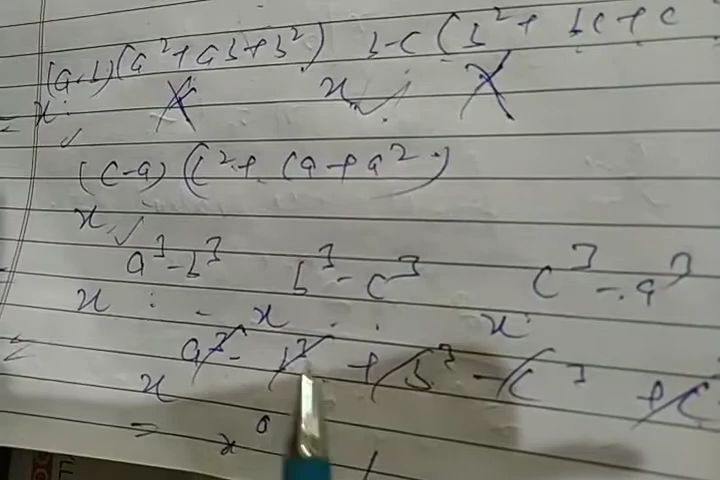 (a-b)(a²+ab+b²) b-c(b²+bc+c
= x x
(c-a)(c²+ca+a²)
x
a³-b³ b³-c³ c³-a³
x x x
a³-b³+b³-c³+c
x
= x⁰